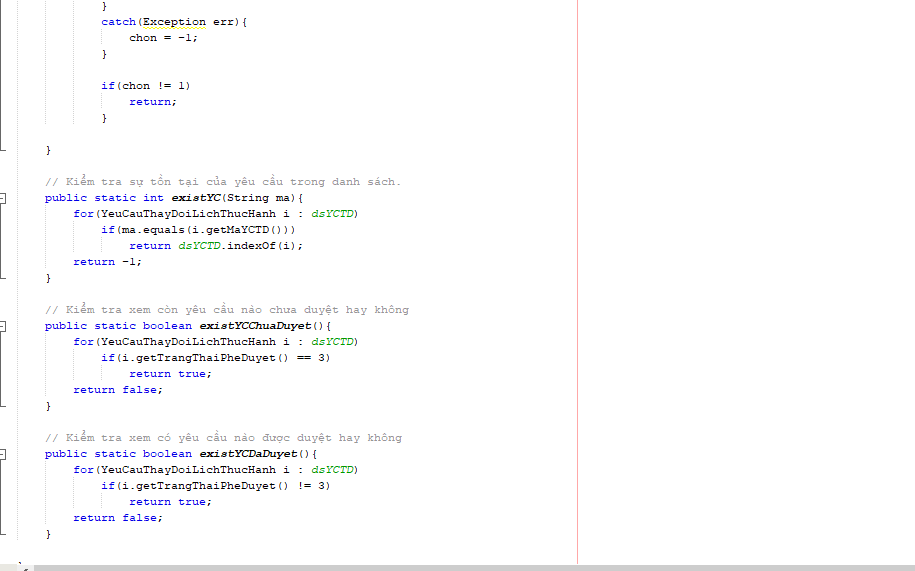 }
catch(Exception err){
chon = -1;
}
if(chon != 1)
return;
}
}
// Kiểm tra sự tồn tại của yêu cầu trong danh sách.
public static int existYC(String ma){
for(YeuCauThayDoiLichThucHanh i : dsYCTD)
if(ma.equals(i.getMaYCTD()))
return dsYCTD.indexOf(i);
return -1;
}
// Kiểm tra xem còn yêu cầu nào chưa duyệt hay không
public static boolean existYCChuaDuyet(){
for(YeuCauThayDoiLichThucHanh i : dsYCTD)
if(i.getTrangThaiPheDuyet() == 3)
return true;
return false;
}
// Kiểm tra xem có yêu cầu nào được duyệt hay không
public static boolean existYCDaDuyet(){
for(YeuCauThayDoiLichThucHanh i : dsYCTD)
if(i.getTrangThaiPheDuyet() != 3)
return true;
return false;
}